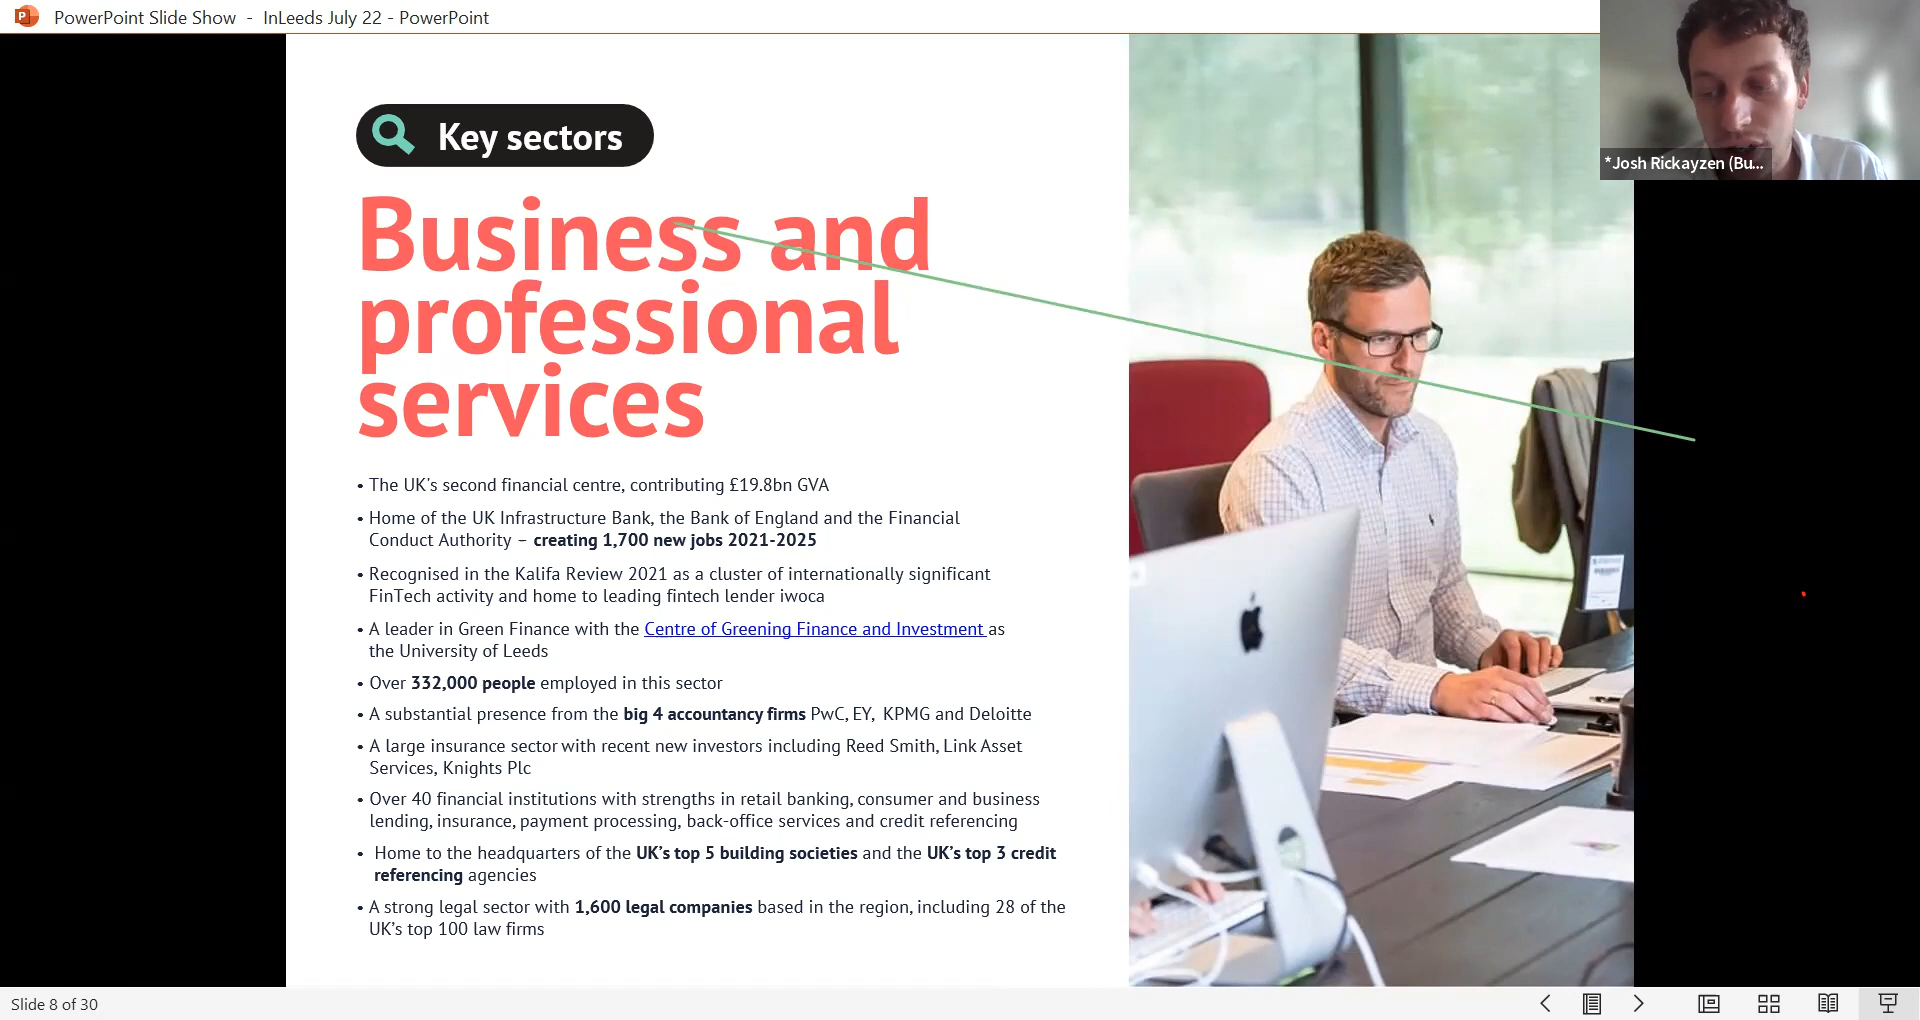 PowerPoint Slide Show - InLeeds July 22 - PowerPoint
*Josh Rickayzen (Bu...
Key sectors
Business and
professional
services
• The UK's second financial centre, contributing £19.8bn GVA
• Home of the UK Infrastructure Bank, the Bank of England and the Financial
Conduct Authority – creating 1,700 new jobs 2021-2025
• Recognised in the Kalifa Review 2021 as a cluster of internationally significant
FinTech activity and home to leading fintech lender iwoca
• A leader in Green Finance with the Centre of Greening Finance and Investment as
the University of Leeds
• Over 332,000 people employed in this sector
• A substantial presence from the big 4 accountancy firms PwC, EY, KPMG and Deloitte
• A large insurance sector with recent new investors including Reed Smith, Link Asset
Services, Knights Plc
• Over 40 financial institutions with strengths in retail banking, consumer and business
lending, insurance, payment processing, back-office services and credit referencing
• Home to the headquarters of the UK’s top 5 building societies and the UK’s top 3 credit
referencing agencies
• A strong legal sector with 1,600 legal companies based in the region, including 28 of the
UK’s top 100 law firms
Slide 8 of 30